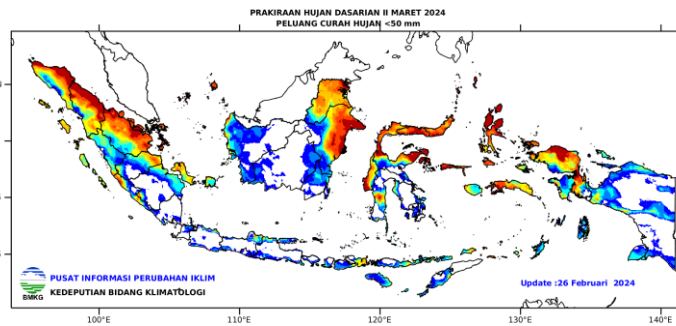 PRAKIRAAN HUJAN DASARIAN II MARET 2024
PELUANG CURAH HUJAN <50 mm
PUSAT INFORMASI PERUBAHAN IKLIM
KEDEPUTIAN BIDANG KLIMATOLOGI
BMKG
Update :26 Februari 2024
100°E 110°E 120°E 130°E 140°E